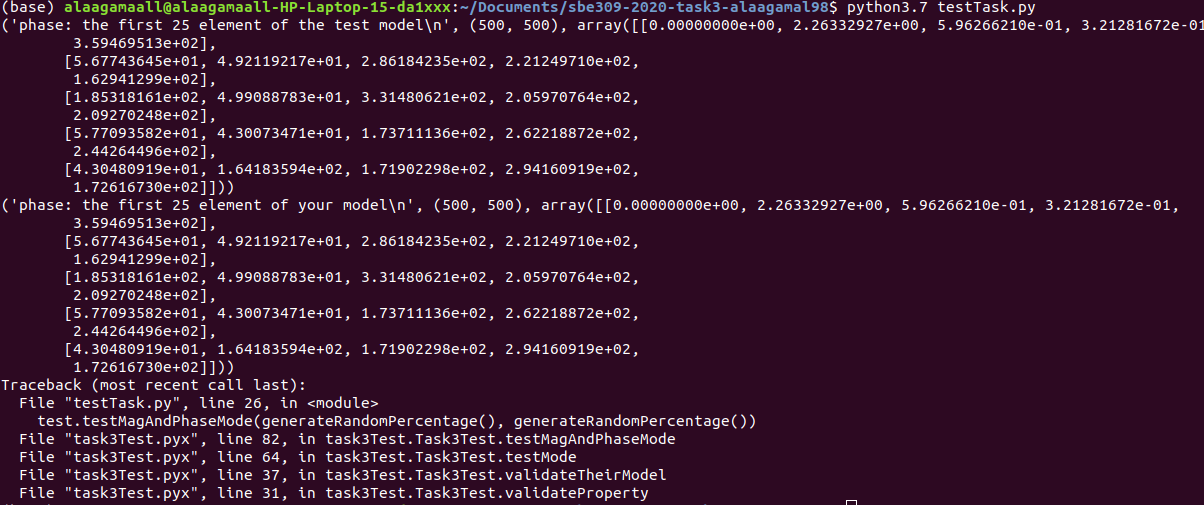 (base) alaagamaall@alaagamaall-HP-Laptop-15-da1xxx:~/Documents/sbe309-2020-task3-alaagamal98$ python3.7 testTask.py
('phase: the first 25 element of the test model\n', (500, 500), array([[0.00000000e+00, 2.26332927e+00, 5.96266210e-01, 3.21281672e-01
3.59469513e+02],
[5.67743645e+01, 4.92119217e+01, 2.86184235e+02, 2.21249710e+02,
1.62941299e+02],
[1.85318161e+02, 4.99088783e+01, 3.31480621e+02, 2.05970764e+02,
2.09270248e+02],
[5.77093582e+01, 4.30073471e+01, 1.73711136e+02, 2.62218872e+02,
2.44264496e+02],
[4.30480919e+01, 1.64183594e+02, 1.71902298e+02, 2.94160919e+02,
1.72616730e+02]]))
('phase: the first 25 element of your model\n', (500, 500), array([[0.00000000e+00, 2.26332927e+00, 5.96266210e-01, 3.21281672e-01,
3.59469513e+02],
[5.67743645e+01, 4.92119217e+01, 2.86184235e+02, 2.21249710e+02,
1.62941299e+02],
[1.85318161e+02, 4.99088783e+01, 3.31480621e+02, 2.05970764e+02,
2.09270248e+02],
[5.77093582e+01, 4.30073471e+01, 1.73711136e+02, 2.62218872e+02,
2.44264496e+02],
[4.30480919e+01, 1.64183594e+02, 1.71902298e+02, 2.94160919e+02,
1.72616730e+02]]))
Traceback (most recent call last):
File "testTask.py", line 26, in <module>
test.testMagAndPhaseMode(generateRandomPercentage(), generateRandomPercentage())
File "task3Test.pyx", line 82, in task3Test.Task3Test.testMagAndPhaseMode
File "task3Test.pyx", line 64, in task3Test.Task3Test.testMode
File "task3Test.pyx", line 37, in task3Test.Task3Test.validateTheirModel
File "task3Test.pyx", line 31, in task3Test.Task3Test.validateProperty